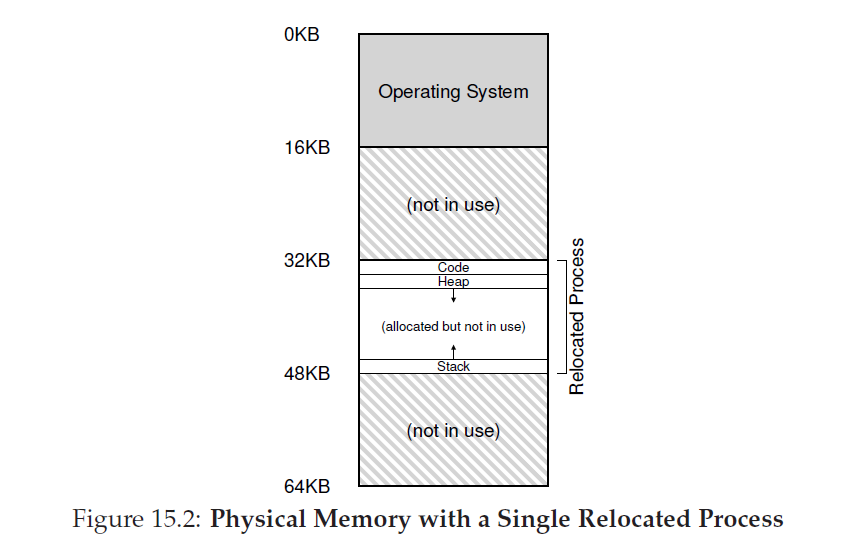 0KB
Operating System
16KB
(not in use)
32KB
Code
Heap
(allocated but not in use)
Stack
48KB
Relocated Process
(not in use)
64KB
Figure 15.2: Physical Memory with a Single Relocated Process